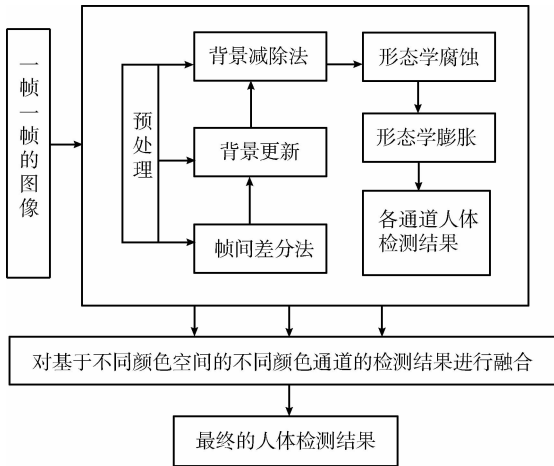 一帧一帧的图像
预处理
背景减除法
背景更新
帧间差分法
形态学腐蚀
形态学膨胀
各通道人体
检测结果
对基于不同颜色空间的不同颜色通道的检测结果进行融合
最终的人体检测结果